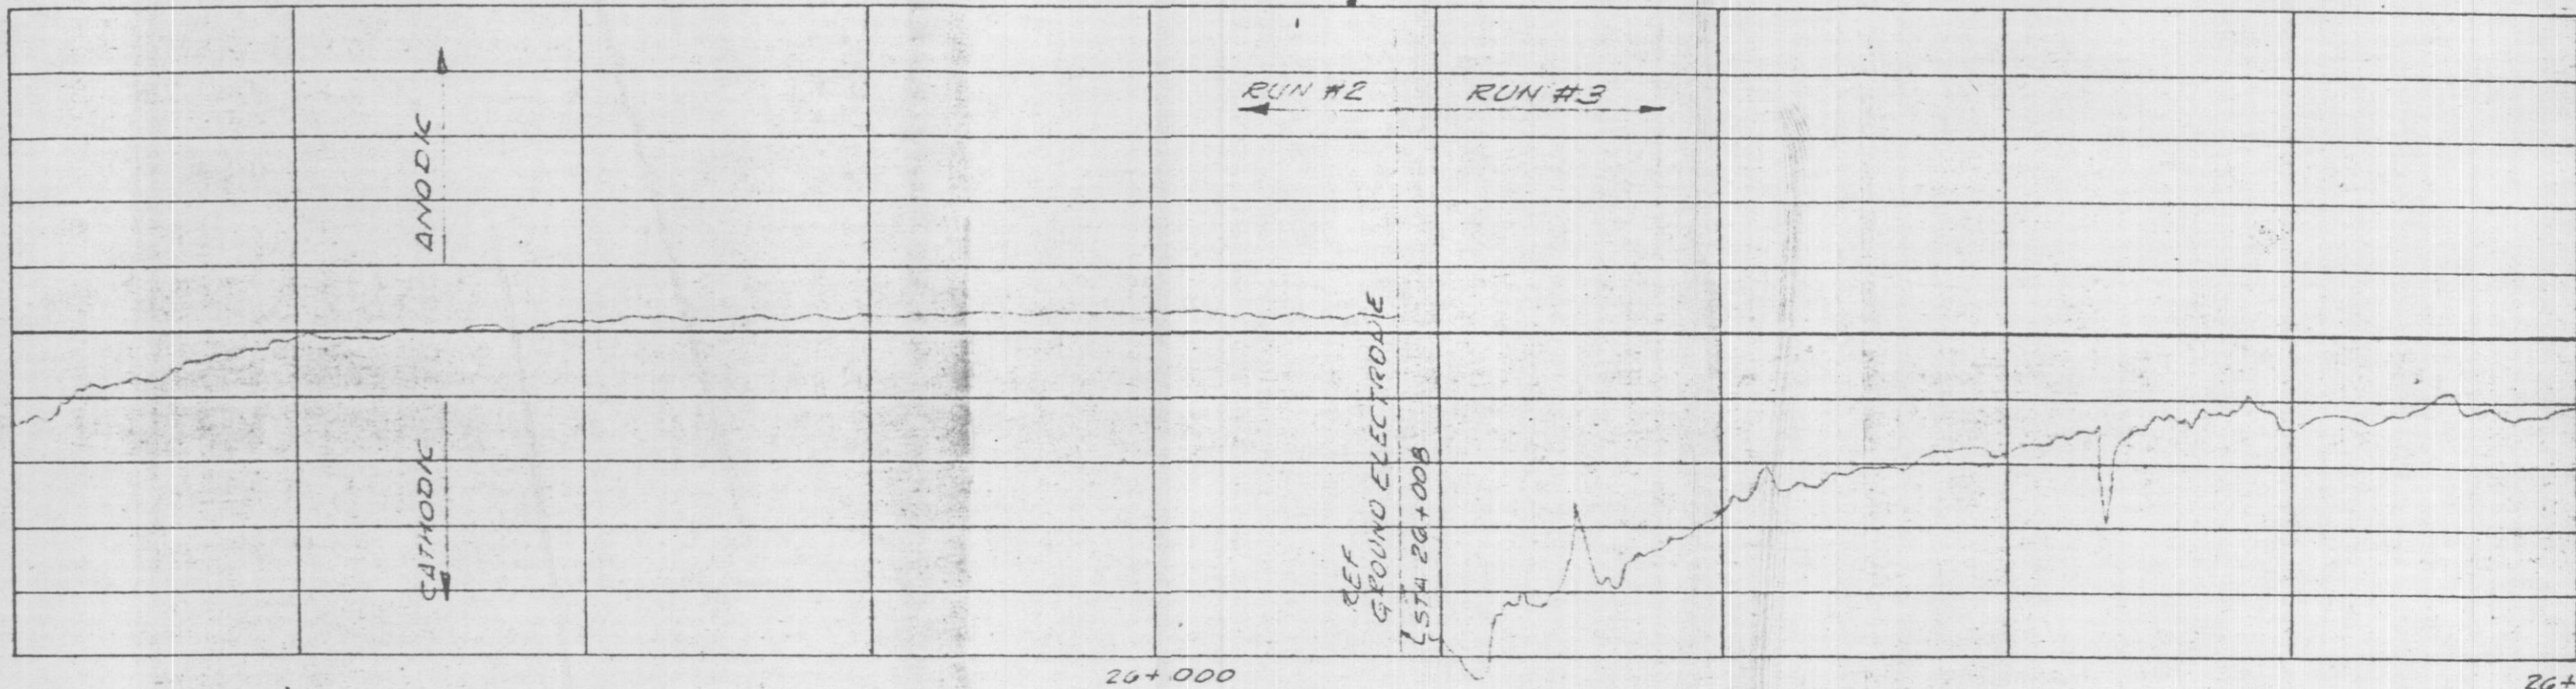 RUN #2
RUN #3
ANODIC
CATHODIC
REF
GROUND ELECTRODE
STA 26+008
26+000
26+